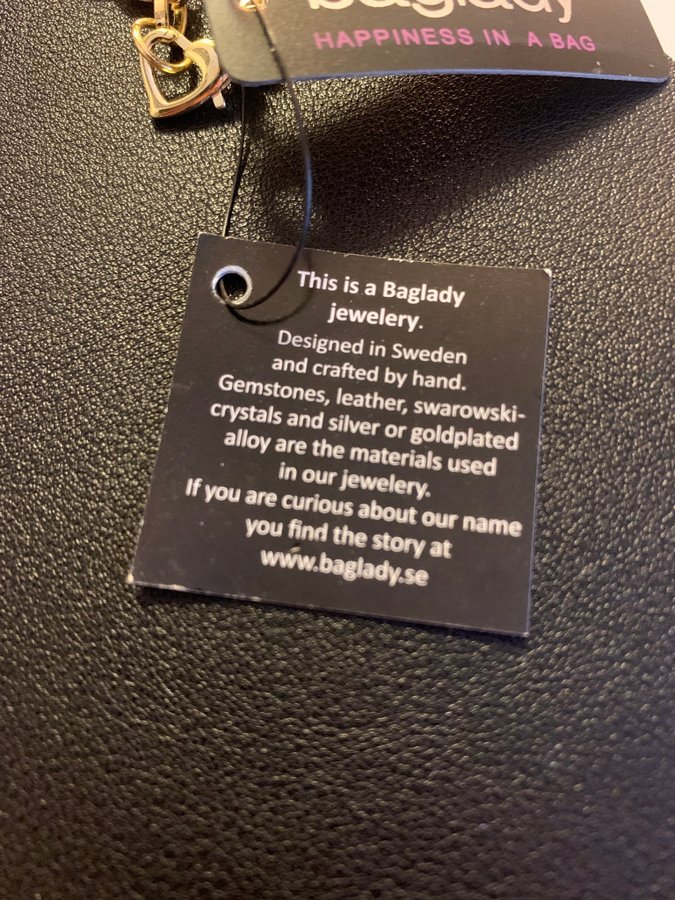 baglady
HAPPINESS IN A BAG
This is a Baglady
jewelery.
Designed in Sweden
and crafted by hand.
Gemstones, leather, swarowski-
crystals and silver or goldplated
alloy are the materials used
in our jewelery.
If you are curious about our name
you find the story at
www.baglady.se